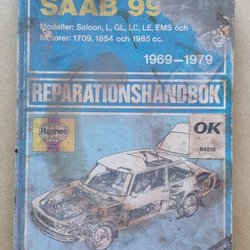 SAAB 99
Modeller: Saloon, L, GL, LC, LE, EMS och
Motorer: 1709, 1854 och 1985 cc.
1969–1979
REPARATIONSHANDBOK
Haynes
OK
64815